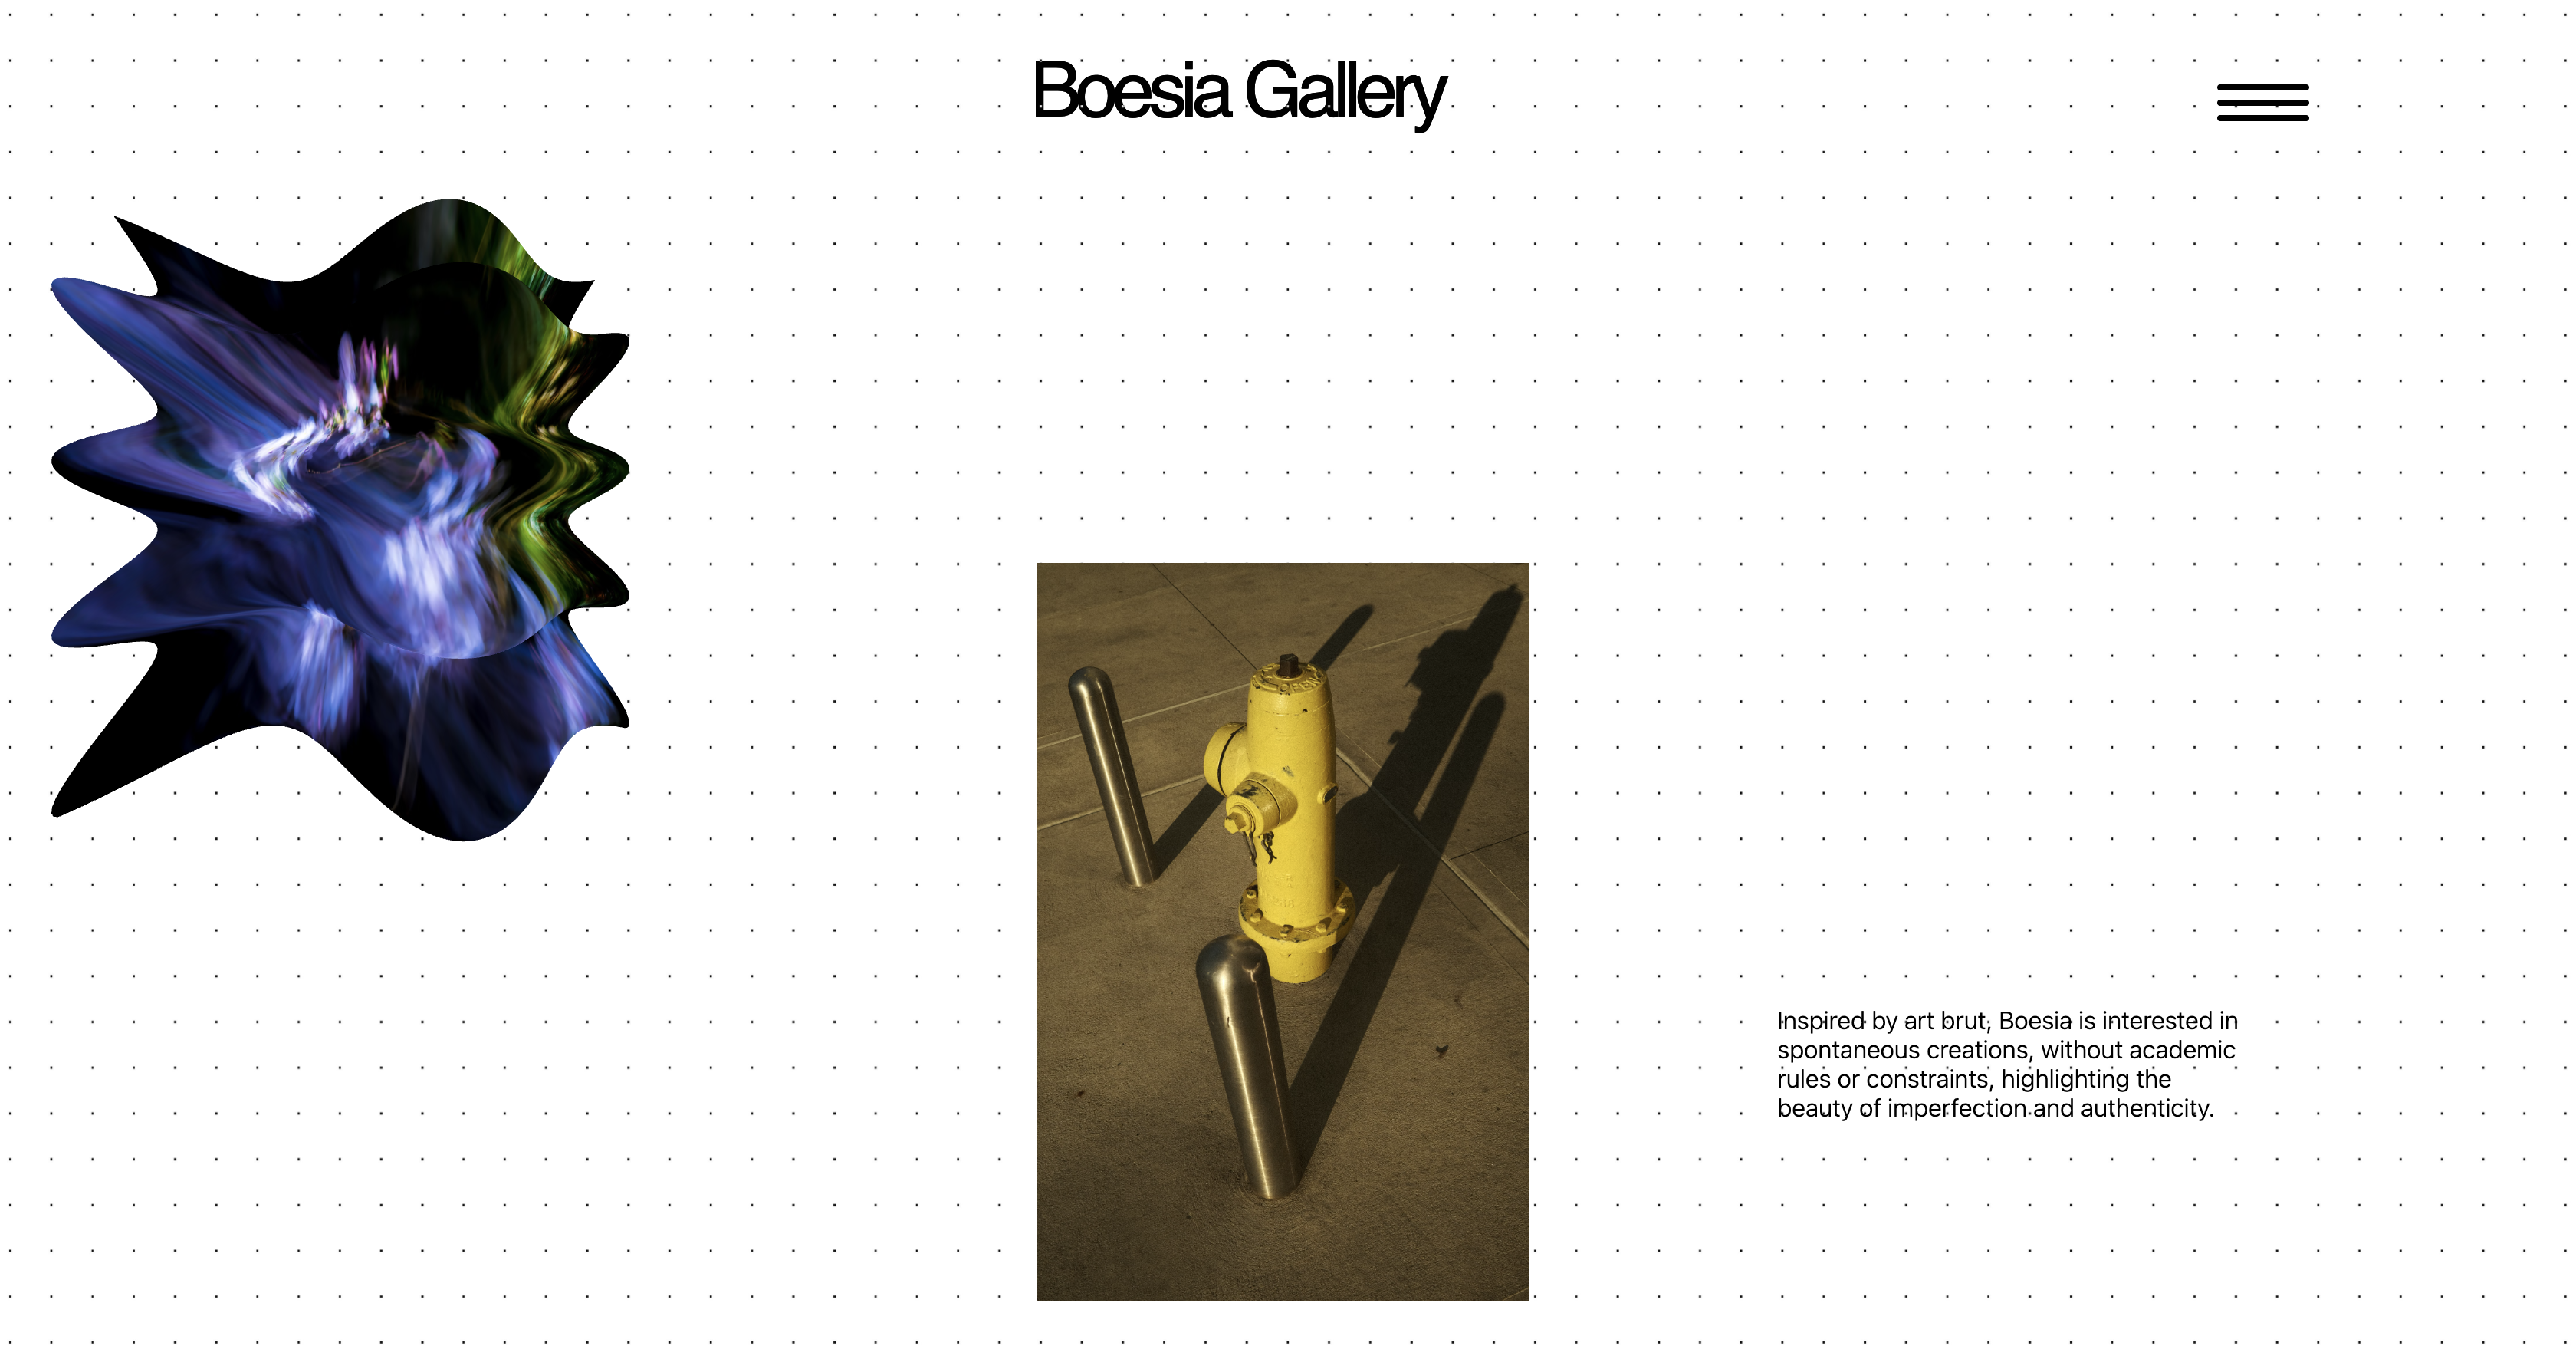 Boesia Gallery
OPEN
Inspired by art brut, Boesia is interested in
spontaneous creations, without academic
rules or constraints, highlighting the
beauty of imperfection and authenticity.